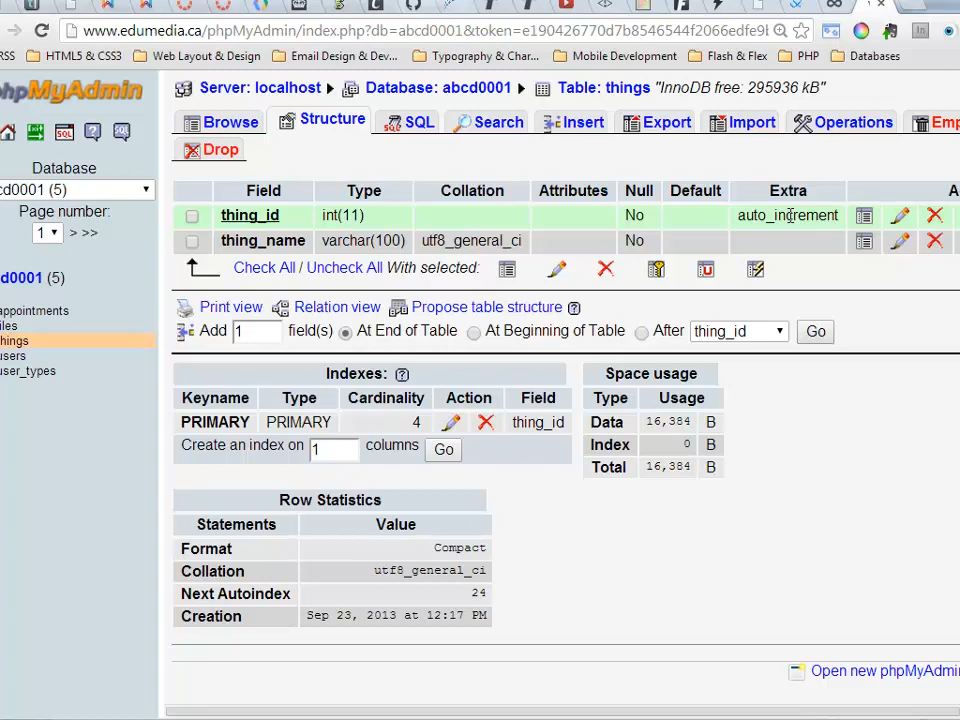 www.edumedia.ca/phpMyAdmin/index.php?db=abcd0001&token=e190426770d7b8546544f2066edfe9b
RSS HTML5 & CSS3 Web Layout & Design Email Design & De... Typography & Char... Mobile Development Flash & Flex PHP Databases
phpMyAdmin
Server: localhost Database: abcd0001 Table: things "InnoDB free: 295936 kB"
Browse Structure SQL Search Insert Export Import Operations Emp
Drop
Database
cd0001 (5)
Page number:
1 > >>
cd0001 (5)
appointments
files
things
users
user_types
Field Type Collation Attributes Null Default Extra A
thing_id int(11) No auto_increment
thing_name varchar(100) utf8_general_ci No
Check All / Uncheck All With selected:
Print view Relation view Propose table structure
Add 1 field(s) At End of Table At Beginning of Table After thing_id Go
Indexes:
Keyname Type Cardinality Action Field
PRIMARY PRIMARY 4 thing_id
Create an index on 1 columns Go
Space usage
Type Usage
Data 16,384 B
Index 0 B
Total 16,384 B
Row Statistics
Statements Value
Format Compact
Collation utf8_general_ci
Next Autoindex 24
Creation Sep 23, 2013 at 12:17 PM
Open new phpMyAdmin